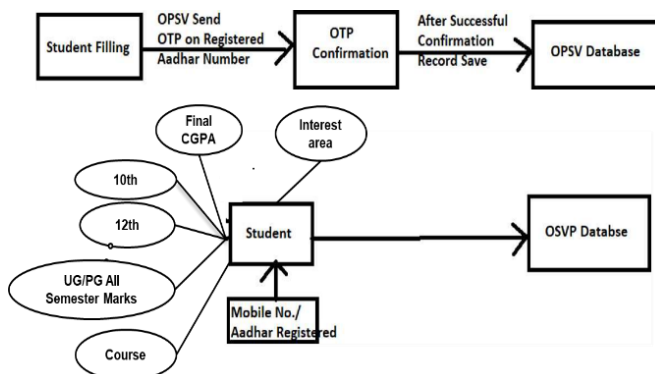 Student Filling
OPSV Send
OTP on Registered
Aadhar Number
OTP
Confirmation
After Successful
Confirmation
Record Save
OPSV Database
Final
CGPA
Interest
area
10th
12th
Student
OSVP Databse
UG/PG All
Semester Marks
Mobile No./
Aadhar Registered
Course